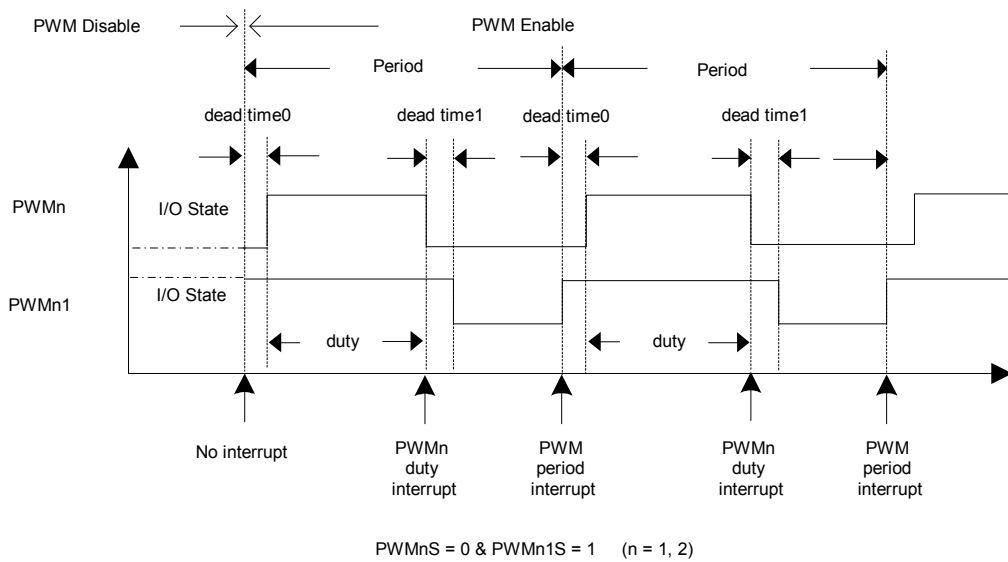 PWM Disable
PWM Enable
Period
Period
dead time0
dead time1
dead time0
dead time1
PWMn
I/O State
PWMn1
I/O State
duty
duty
No interrupt
PWMn
duty
interrupt
PWM
period
interrupt
PWMn
duty
interrupt
PWM
period
interrupt
PWMnS = 0 & PWMn1S = 1 (n = 1, 2)